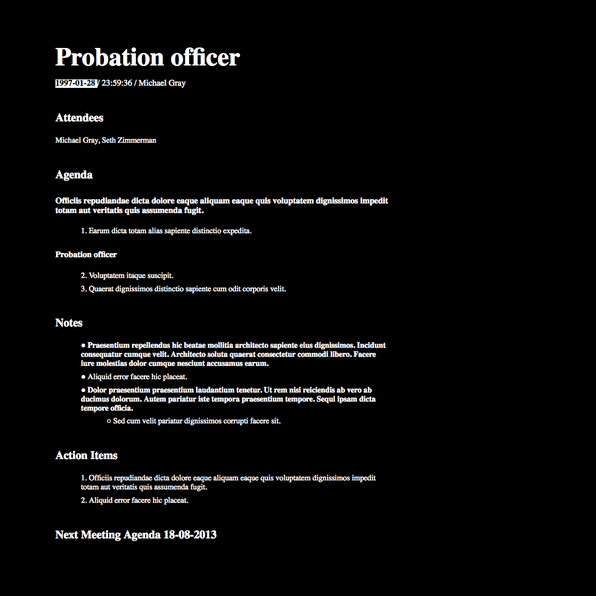 Probation officer
1997-01-28 / 23:59:36 / Michael Gray
Attendees
Michael Gray, Seth Zimmerman
Agenda
Officiis repudiandae dicta dolore eaque aliquam eaque quis voluptatem dignissimos impedit
totam aut veritatis quis assumenda fugit.
1. Earum dicta totam alias sapiente distinctio expedita.
Probation officer
2. Voluptatem itaque suscipit.
3. Quaerat dignissimos distinctio sapiente cum odit corporis velit.
Notes
● Praesentium repellendus hic beatae mollitia architecto sapiente eius dignissimos. Incidunt
consequatur cumque velit. Architecto soluta quaerat consectetur commodi libero. Facere
iure molestias dolor cumque nesciunt accusamus earum.
● Aliquid error facere hic placeat.
● Dolor praesentium praesentium laudantium tenetur. Ut rem nisi reiciendis ab vero ab
ducimus dolorum. Autem pariatur iste tempora praesentium tempore. Sequi ipsam dicta
tempore officia.
○ Sed cum velit pariatur dignissimos corrupti facere sit.
Action Items
1. Officiis repudiandae dicta dolore eaque aliquam eaque quis voluptatem dignissimos impedit
totam aut veritatis quis assumenda fugit.
2. Aliquid error facere hic placeat.
Next Meeting Agenda 18-08-2013